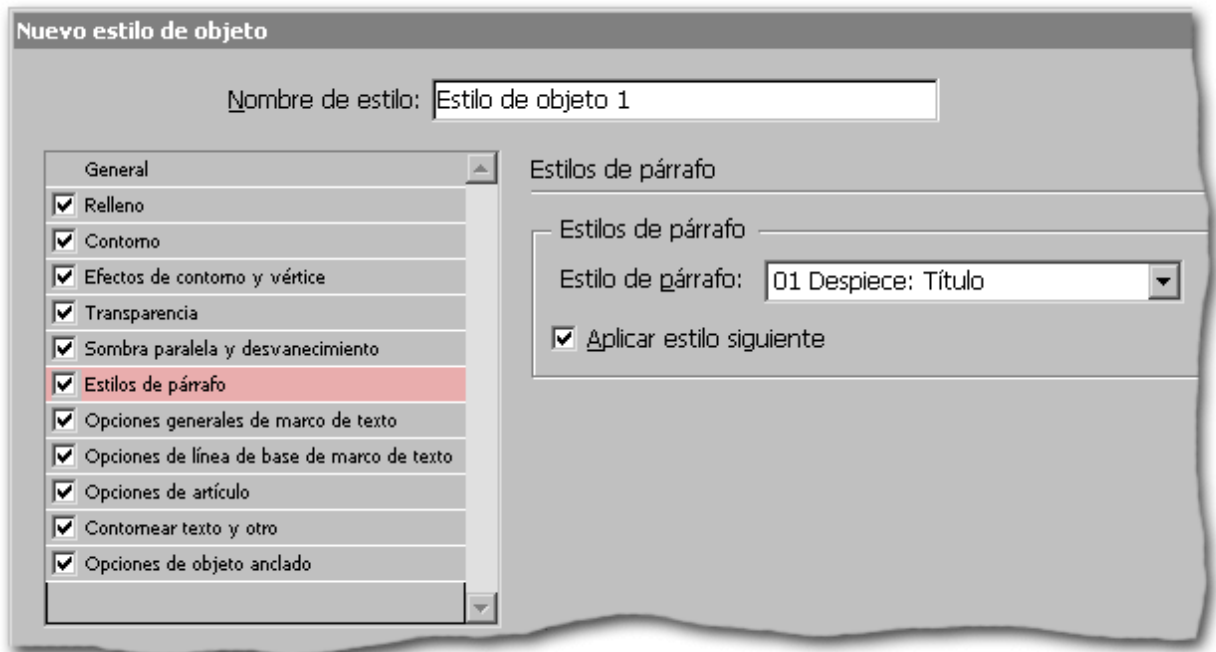 Nuevo estilo de objeto
Nombre de estilo: Estilo de objeto 1
General
Relleno
Contorno
Efectos de contorno y vértice
Transparencia
Sombra paralela y desvanecimiento
Estilos de párrafo
Opciones generales de marco de texto
Opciones de línea de base de marco de texto
Opciones de artículo
Contornear texto y otro
Opciones de objeto anclado
Estilos de párrafo
Estilos de párrafo
Estilo de párrafo: 01 Despiece: Título
Aplicar estilo siguiente